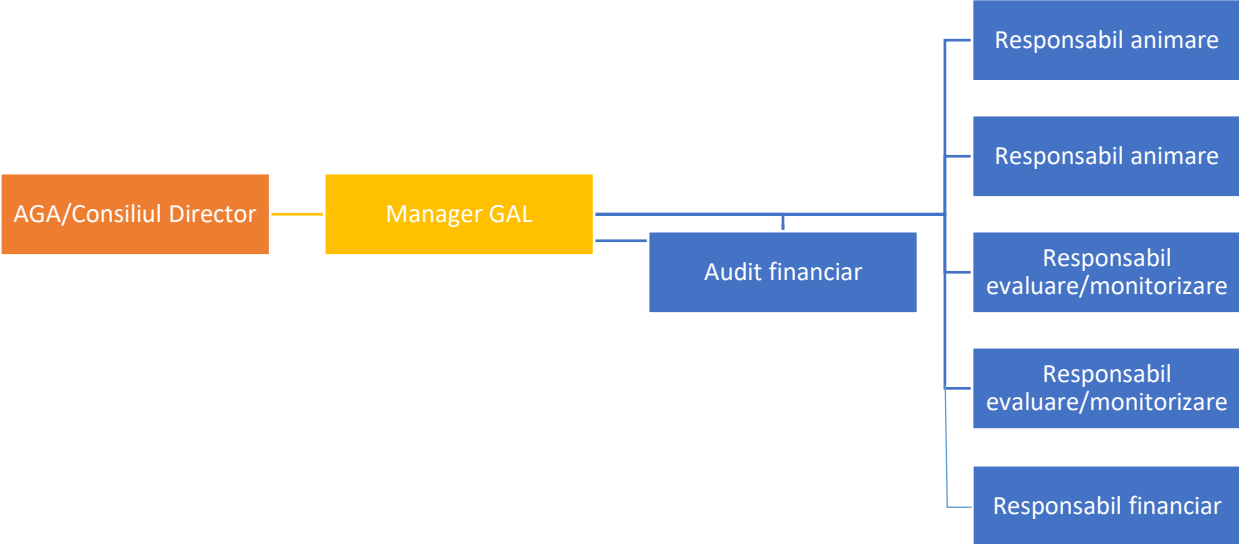 AGA/Consiliul Director
Manager GAL
Audit financiar
Responsabil animare
Responsabil animare
Responsabil
evaluare/monitorizare
Responsabil
evaluare/monitorizare
Responsabil financiar